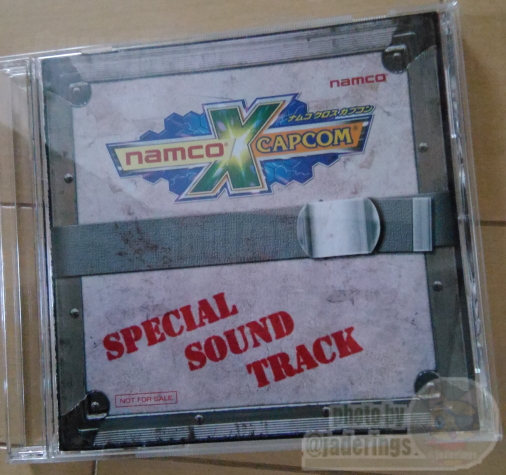 namco
ナムコ クロス カプコン
namco X CAPCOM
SPECIAL
SOUND
TRACK
NOT FOR SALE
photo by
@jaderings